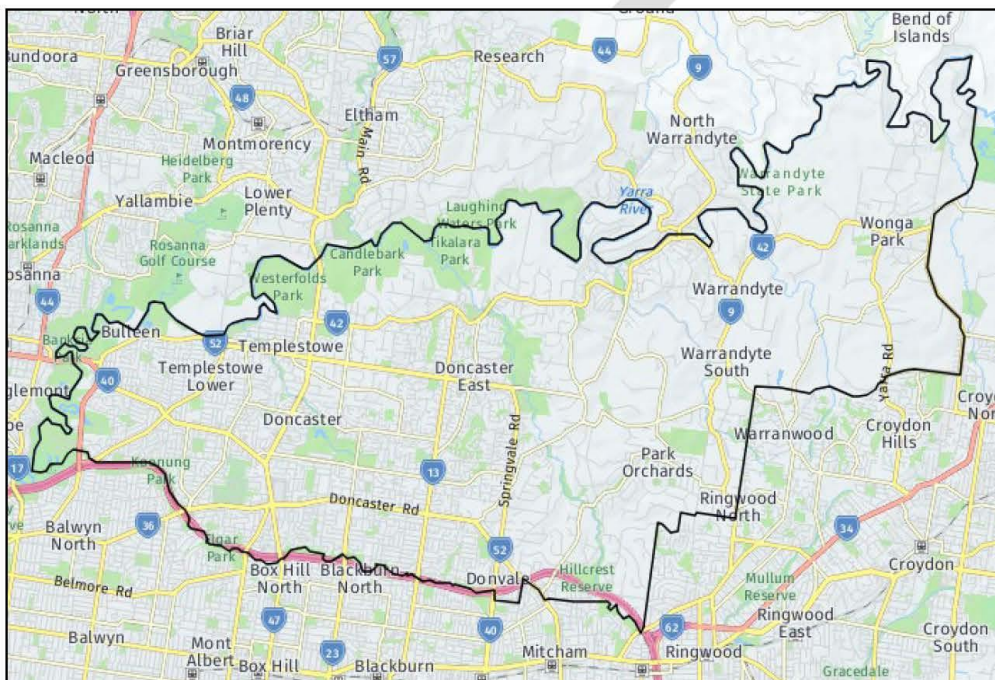 Ground
Bend of
Islands
Briar
Hill
Bundoora
Greensborough
57
Research
44
9
48
Eltham
North
Warrandyte
Montmorency
Main Rd
Macleod
Heidelberg
Park
Yallambie
Lower
Plenty
Warrandyte
State Park
Laughing
Waters Park
Yarra
River
Wonga
Park
Rosanna
Golf Course
Candlebark
Park
Tikalara
Park
42
Rosanna
Westerfolds
Park
Warrandyte
44
9
Bulleen
42
52
Templestowe
Templestowe
Lower
Doncaster
East
Warrandyte
South
Yarra Rd
40
Doncaster
Springvale Rd
Warranwood
Croydon
Hills
17
Koonung
Park
13
Park
Orchards
Ringwood
North
Doncaster Rd
Balwyn
North
36
34
Elgar
Park
52
Croydon
Box Hill
North
Blackburn
North
Donvale
Hillcrest
Reserve
Mullum
Reserve
Belmore Rd
47
40
62
Ringwood
East
Balwyn
Mont
Albert
23
Croydon
South
Box Hill
Blackburn
Mitcham
Ringwood
Gracedale